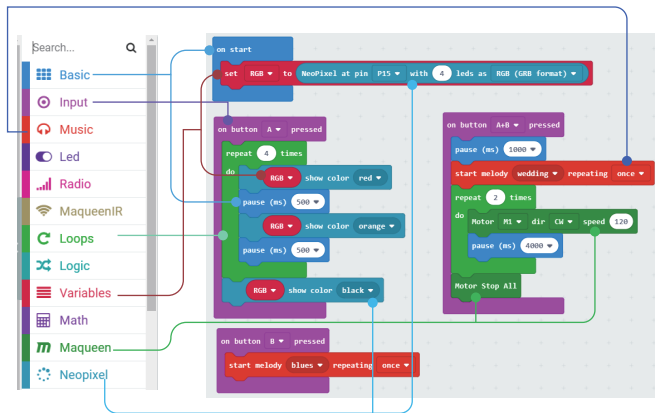 Search...
Basic
Input
Music
Led
Radio
MaqueenIR
Loops
Logic
Variables
Math
Maqueen
Neopixel
on start
set RGB to NeoPixel at pin P15 with 4 leds as RGB (GRB format)
on button A pressed
repeat 4 times
do
RGB show color red
pause (ms) 500
RGB show color orange
pause (ms) 500
RGB show color black
on button B pressed
start melody blues repeating once
on button A+B pressed
pause (ms) 1000
start melody wedding repeating once
repeat 2 times
do Motor M1 dir CW speed 120
pause (ms) 4000
Motor Stop All